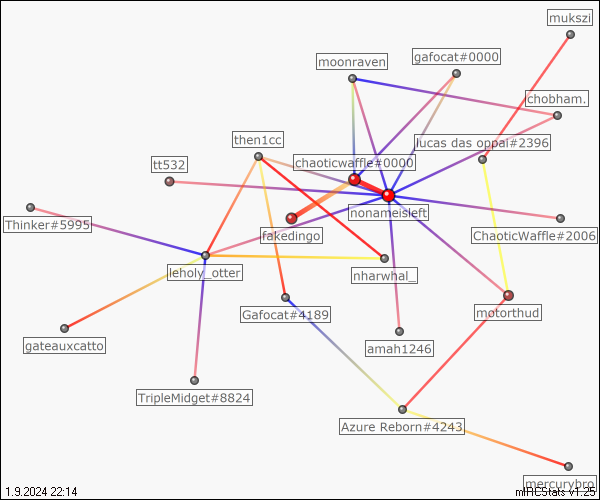 mukszi
gafocat#0000
moonraven
chobham.
then1cc
lucas das oppai#2396
chaoticwaffle#0000
tt532
nonameisleft
Thinker#5995
fakedingo
ChaoticWaffle#2006
leholy_otter
nharwhal_
Gafocat#4189
motorthud
gateauxcatto
amah1246
TripleMidget#8824
Azure Reborn#4243
mercurybro
1.9.2024 22:14
mIRCStats v1.25